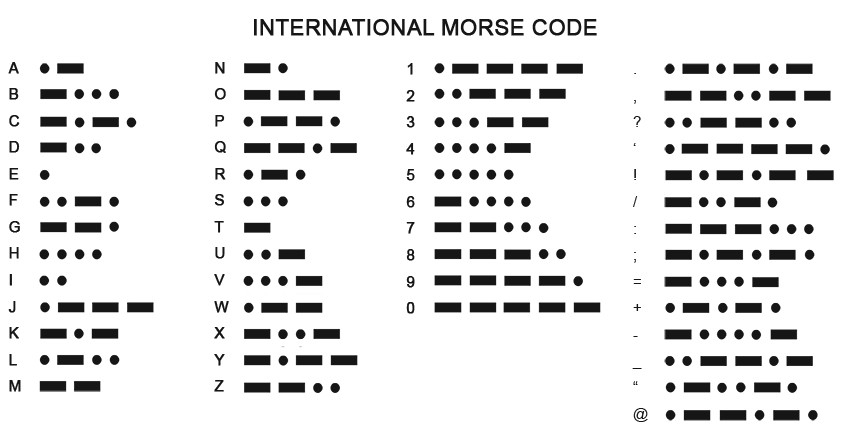 INTERNATIONAL MORSE CODE
A N 1 .
B O 2 ,
C P 3 ?
D Q 4 ‘
E R 5 !
F S 6 /
G T 7 :
H U 8 ;
I V 9 =
J W 0 +
K X -
L Y _
M Z “
@